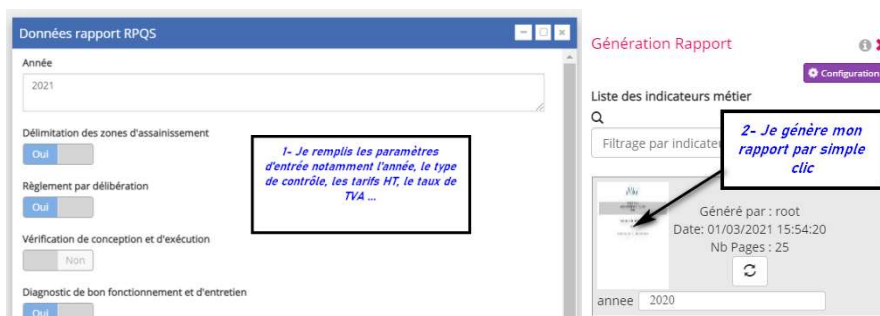 Données rapport RPQS
Année
2021
Délimitation des zones d'assainissement
Oui
Règlement par délibération
Oui
Vérification de conception et d'exécution
Non
Diagnostic de bon fonctionnement et d'entretien
Oui
1- Je remplis les paramètres
d'entrée notamment l'année, le type
de contrôle, les tarifs HT, le taux de
TVA ...
Génération Rapport
Configuration
Liste des indicateurs métier
Filtrage par indicateu
2- Je génère mon
rapport par simple
clic
Généré par : root
Date: 01/03/2021 15:54:20
Nb Pages : 25
annee 2020